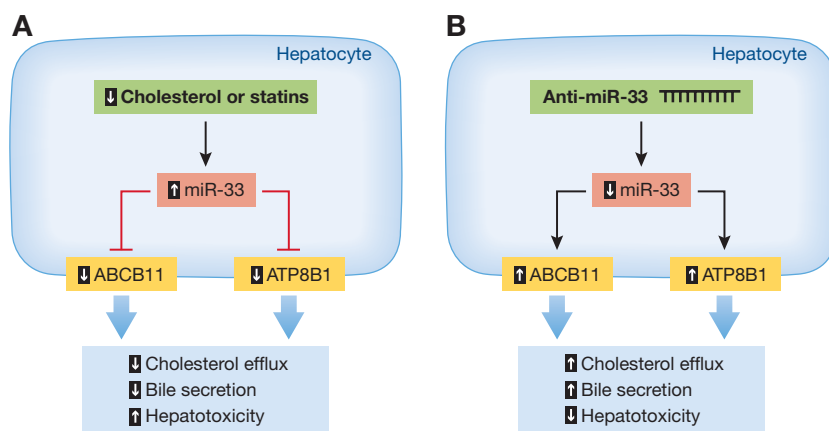 A
Hepatocyte
↓ Cholesterol or statins
↑ miR-33
↓ ABCB11
↓ ATP8B1
↓ Cholesterol efflux
↓ Bile secretion
↑ Hepatotoxicity
B
Hepatocyte
Anti-miR-33
↓ miR-33
↑ ABCB11
↑ ATP8B1
↑ Cholesterol efflux
↑ Bile secretion
↓ Hepatotoxicity